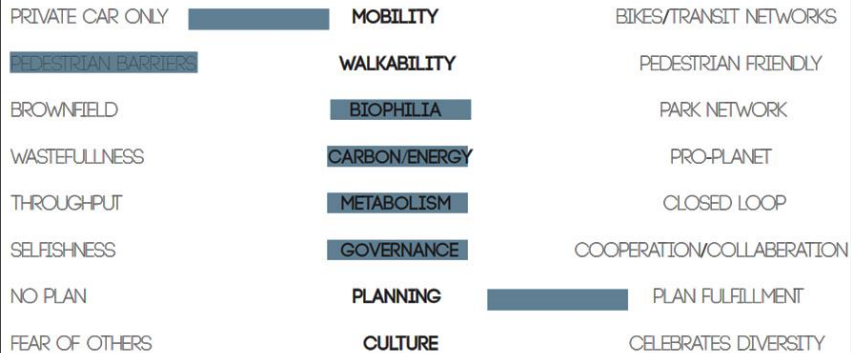 PRIVATE CAR ONLY MOBILITY BIKES/TRANSIT NETWORKS
PEDESTRIAN BARRIERS WALKABILITY PEDESTRIAN FRIENDLY
BROWNFIELD BIOPHILIA PARK NETWORK
WASTEFULLNESS CARBON/ENERGY PRO-PLANET
THROUGHPUT METABOLISM CLOSED LOOP
SELFISHNESS GOVERNANCE COOPERATION/COLLABERATION
NO PLAN PLANNING PLAN FULFILLMENT
FEAR OF OTHERS CULTURE CELEBRATES DIVERSITY